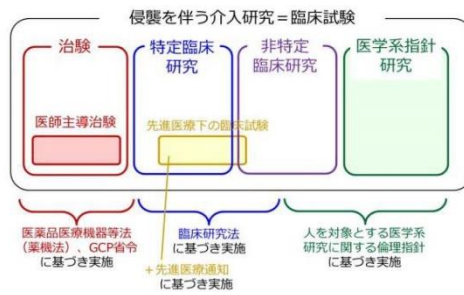 侵襲を伴う介入研究＝臨床試験
治験
特定臨床
研究
非特定
臨床研究
医学系指針
研究
医師主導治験
先進医療下の臨床試験
医薬品医療機器等法
（薬機法）、GCP省令
に基づき実施
臨床研究法
に基づき実施
＋先進医療通知
に基づき実施
人を対象とする医学系
研究に関する倫理指針
に基づき実施